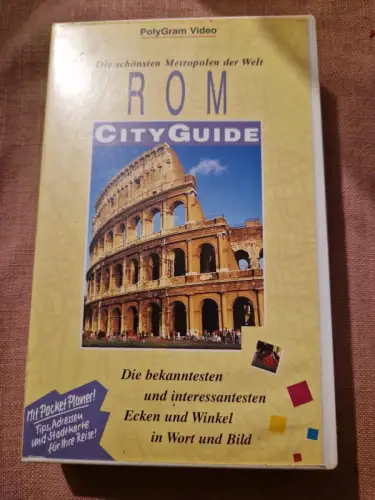 PolyGram Video
Die schönsten Metropolen der Welt
ROM
CITYGUIDE
Die bekanntesten
und interessantesten
Ecken und Winkel
in Wort und Bild
Mit Pocket Planer!
Tips, Adressen
und Stadtkarte
für Ihre Reise!